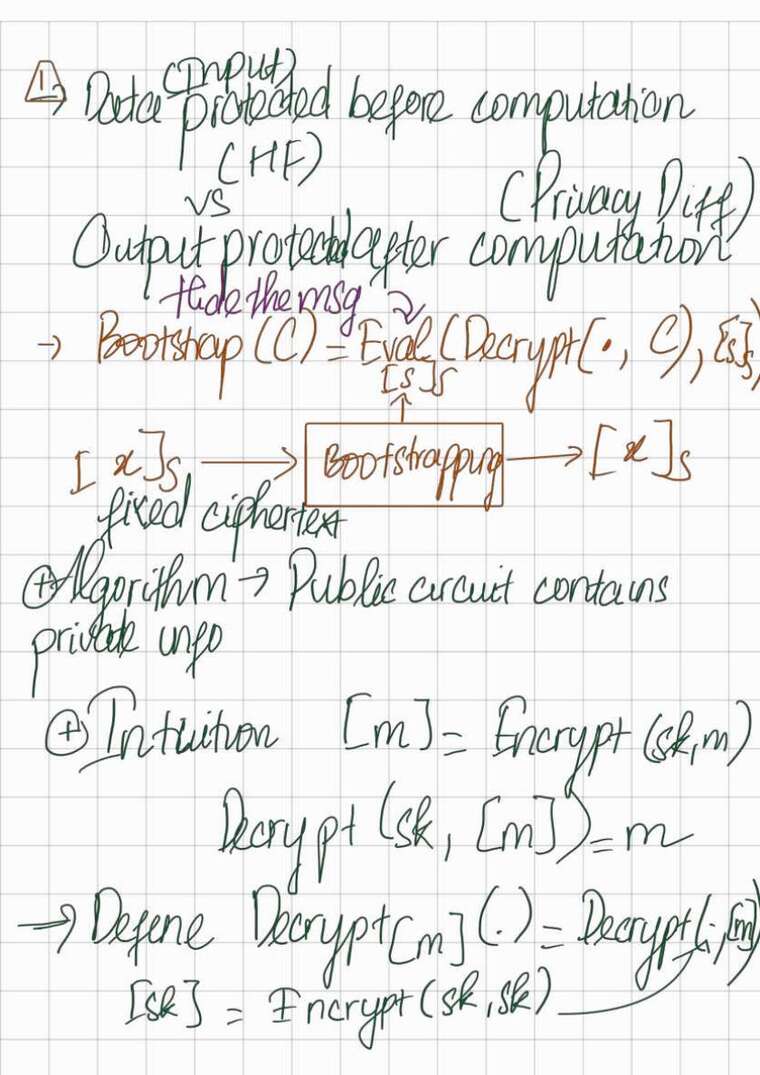 (Input)
⚠ → Data protected before computation
(HF)
vs
(Privacy Diff)
Output protected after computation
Hide the msg
→ Bootstrap (C) = Eval (Decrypt(•, C), [s]s)
[s]s
[x]s → Bootstrapping → [x]s
fixed ciphertext
⊕ Algorithm → Public circuit contains
private info
⊕ Intuition [m] = Encrypt (sk, m)
Decrypt (sk, [m]) = m
→ Define Decrypt[m] (.) = Decrypt(., [m])
[sk] = Encrypt (sk, sk)